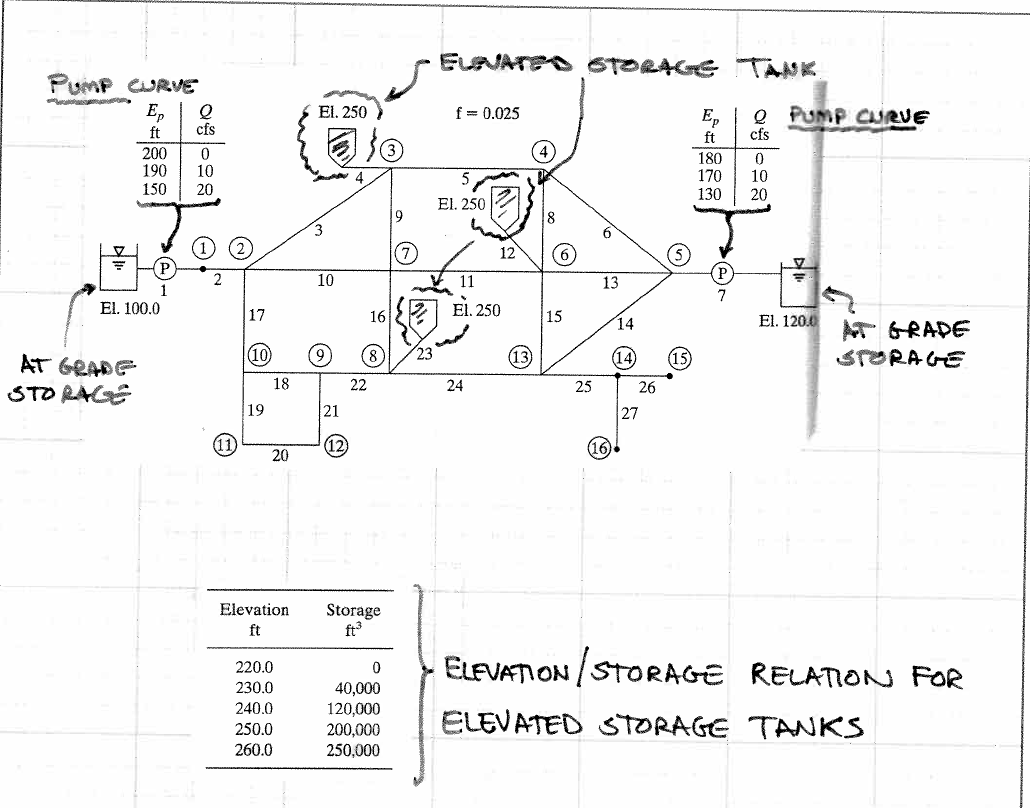 ELEVATED STORAGE TANK
PUMP CURVE
E_p Q
ft cfs
200 0
190 10
150 20
El. 250
f = 0.025
E_p Q
ft cfs
180 0
170 10
130 20
PUMP CURVE
3
4
4
5
El. 250
9
8
3
6
12
1
2
7
6
5
P
P
1
2
10
11
13
7
El. 100.0
El. 120.0
17
16
El. 250
15
14
AT GRADE
STORAGE
AT GRADE
STORAGE
10
9
8
23
13
14
15
18
22
24
25
26
19
21
27
11
12
16
20
Elevation Storage
ft ft³
220.0 0
230.0 40,000
240.0 120,000
250.0 200,000
260.0 250,000
ELEVATION/STORAGE RELATION FOR
ELEVATED STORAGE TANKS